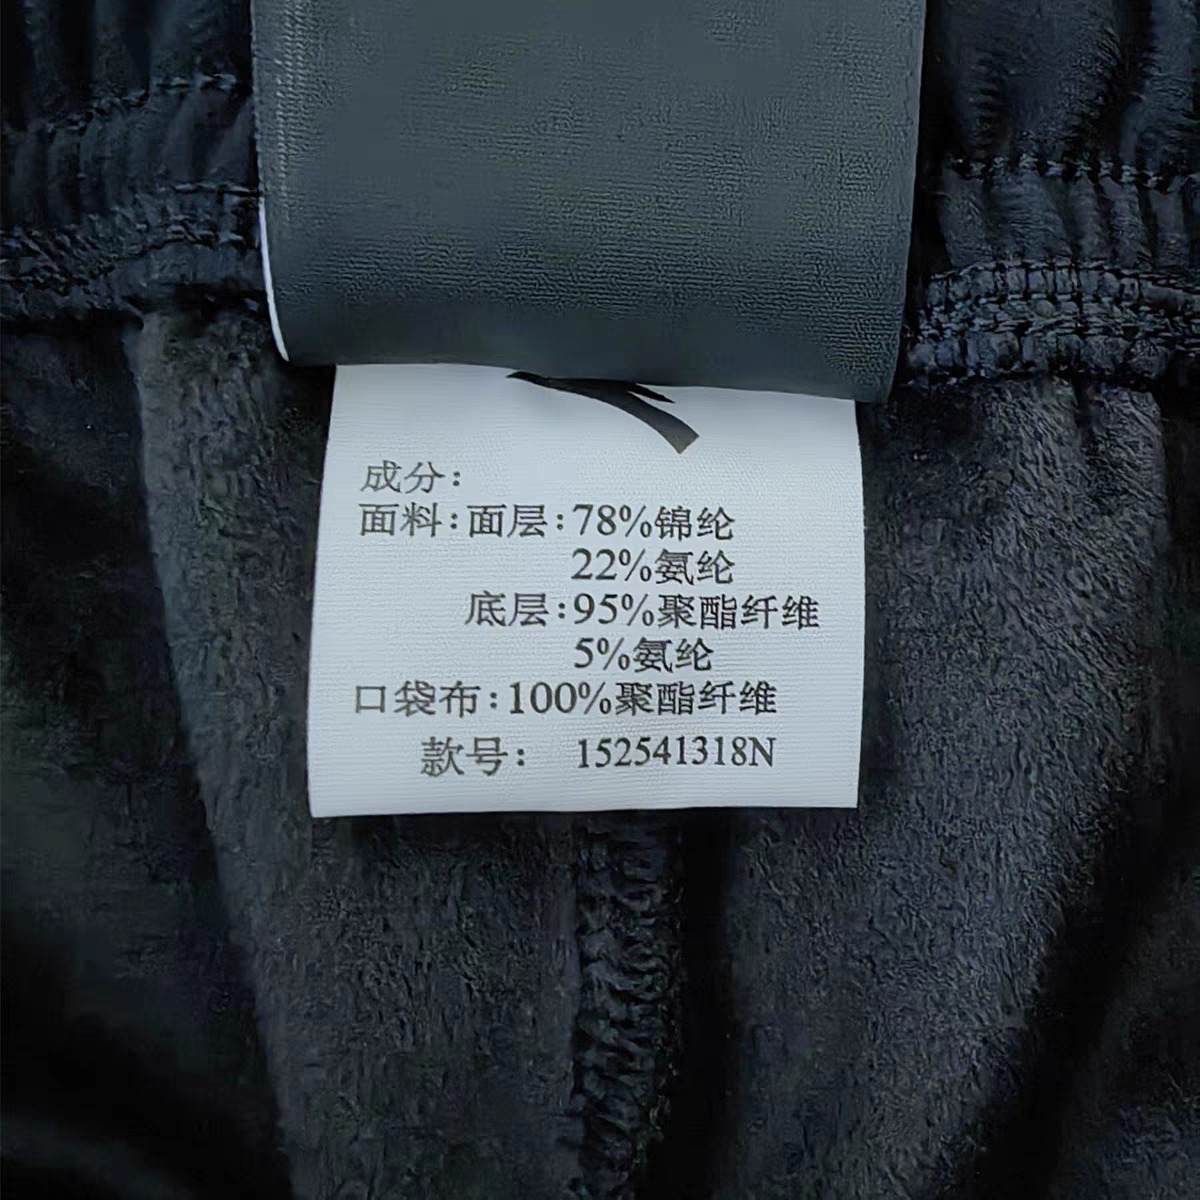 成分:
面料:面层:78%锦纶
22%氨纶
底层:95%聚酯纤维
5%氨纶
口袋布:100%聚酯纤维
款号: 152541318N